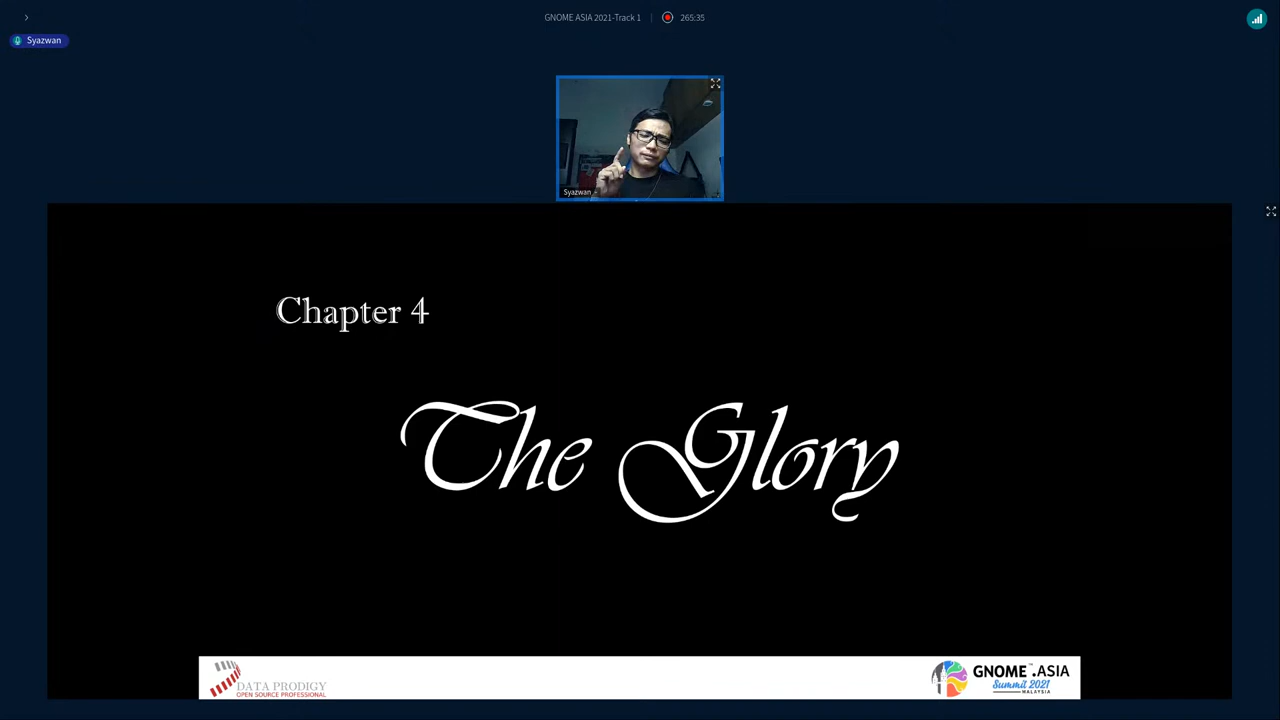 GNOME ASIA 2021-Track 1
265:35
Syazwan
Syazwan
Chapter 4
The Glory
DATA PRODIGY
OPEN SOURCE PROFESSIONAL
GNOME™.ASIA
Summit 2021
MALAYSIA